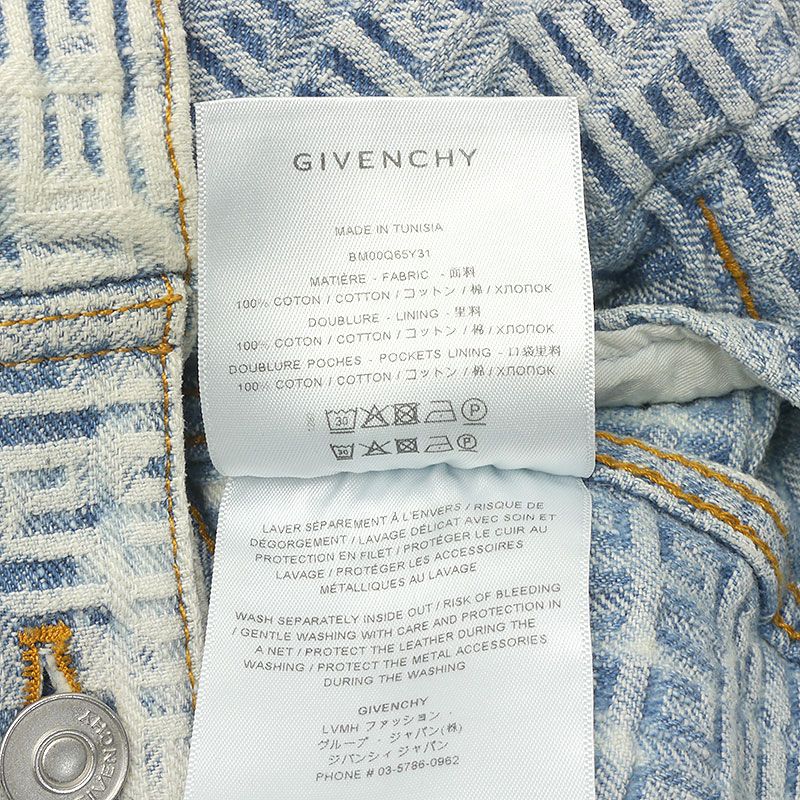 GIVENCHY
MADE IN TUNISIA
BM00Q65Y31
MATIÈRE - FABRIC - 面料
100% COTON / COTTON / コットン / 棉 / ХЛОПОК
DOUBLURE - LINING - 里料
100% COTON / COTTON / コットン / 棉 / ХЛОПОК
DOUBLURE POCHES - POCKETS LINING - 口袋里料
100% COTON / COTTON / コットン / 棉 / ХЛОПОК
30 P
30 P
LAVER SÉPAREMENT À L'ENVERS / RISQUE DE
DÉGORGEMENT / LAVAGE DÉLICAT AVEC SOIN ET
PROTECTION EN FILET / PROTÉGER LE CUIR AU
LAVAGE / PROTÉGER LES ACCESSOIRES
MÉTALLIQUES AU LAVAGE
WASH SEPARATELY INSIDE OUT / RISK OF BLEEDING
/ GENTLE WASHING WITH CARE AND PROTECTION IN
A NET / PROTECT THE LEATHER DURING THE
WASHING / PROTECT THE METAL ACCESSORIES
DURING THE WASHING
GIVENCHY
LVMH ファッション・
グループ・ジャパン(株)
ジバンシィ ジャパン
PHONE # 03-5786-0962
GIVENCHY